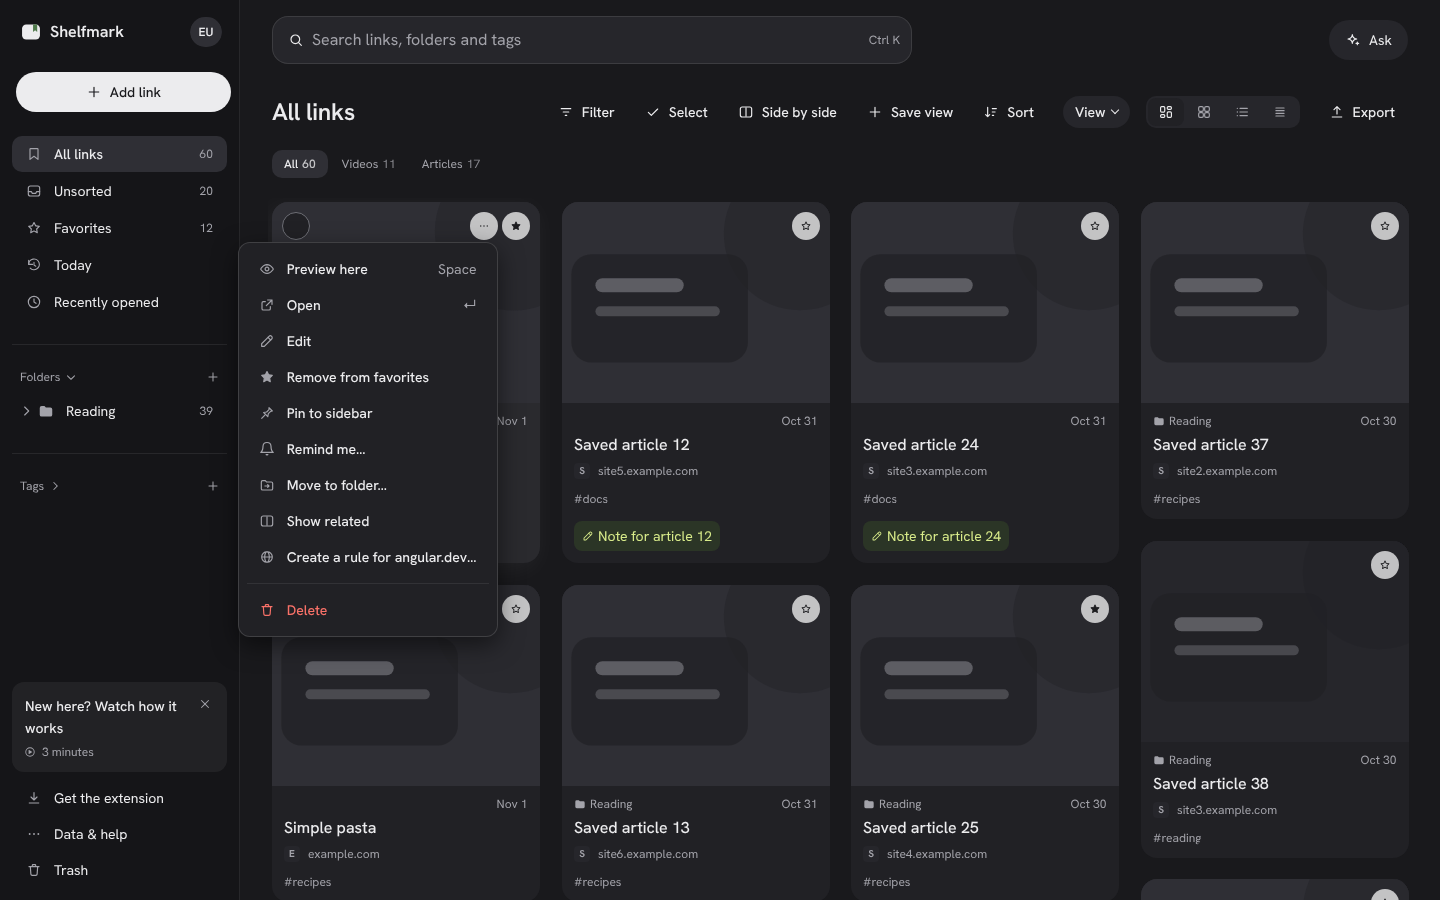 Shelfmark
EU
Add link
All links 60
Unsorted 20
Favorites 12
Today
Recently opened
Folders
Reading 39
Tags
New here? Watch how it
works
3 minutes
Get the extension
Data & help
Trash
Search links, folders and tags Ctrl K
Ask
All links
Filter
Select
Side by side
Save view
Sort
View
Export
All 60
Videos 11
Articles 17
Preview here Space
Open
Edit
Remove from favorites
Pin to sidebar
Remind me...
Move to folder...
Show related
Create a rule for angular.dev...
Delete
Nov 1
Oct 31
Saved article 12
S site5.example.com
#docs
Note for article 12
Oct 31
Saved article 24
S site3.example.com
#docs
Note for article 24
Reading Oct 30
Saved article 37
S site2.example.com
#recipes
Nov 1
Simple pasta
E example.com
#recipes
Reading Oct 31
Saved article 13
S site6.example.com
#recipes
Reading Oct 30
Saved article 25
S site4.example.com
#recipes
Reading Oct 30
Saved article 38
S site3.example.com
#reading